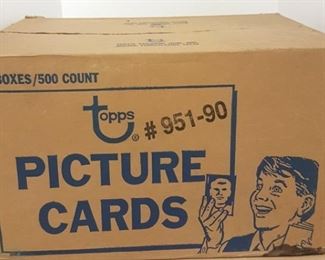 BOXES/500 COUNT
topps ® # 951-90
PICTURE
CARDS